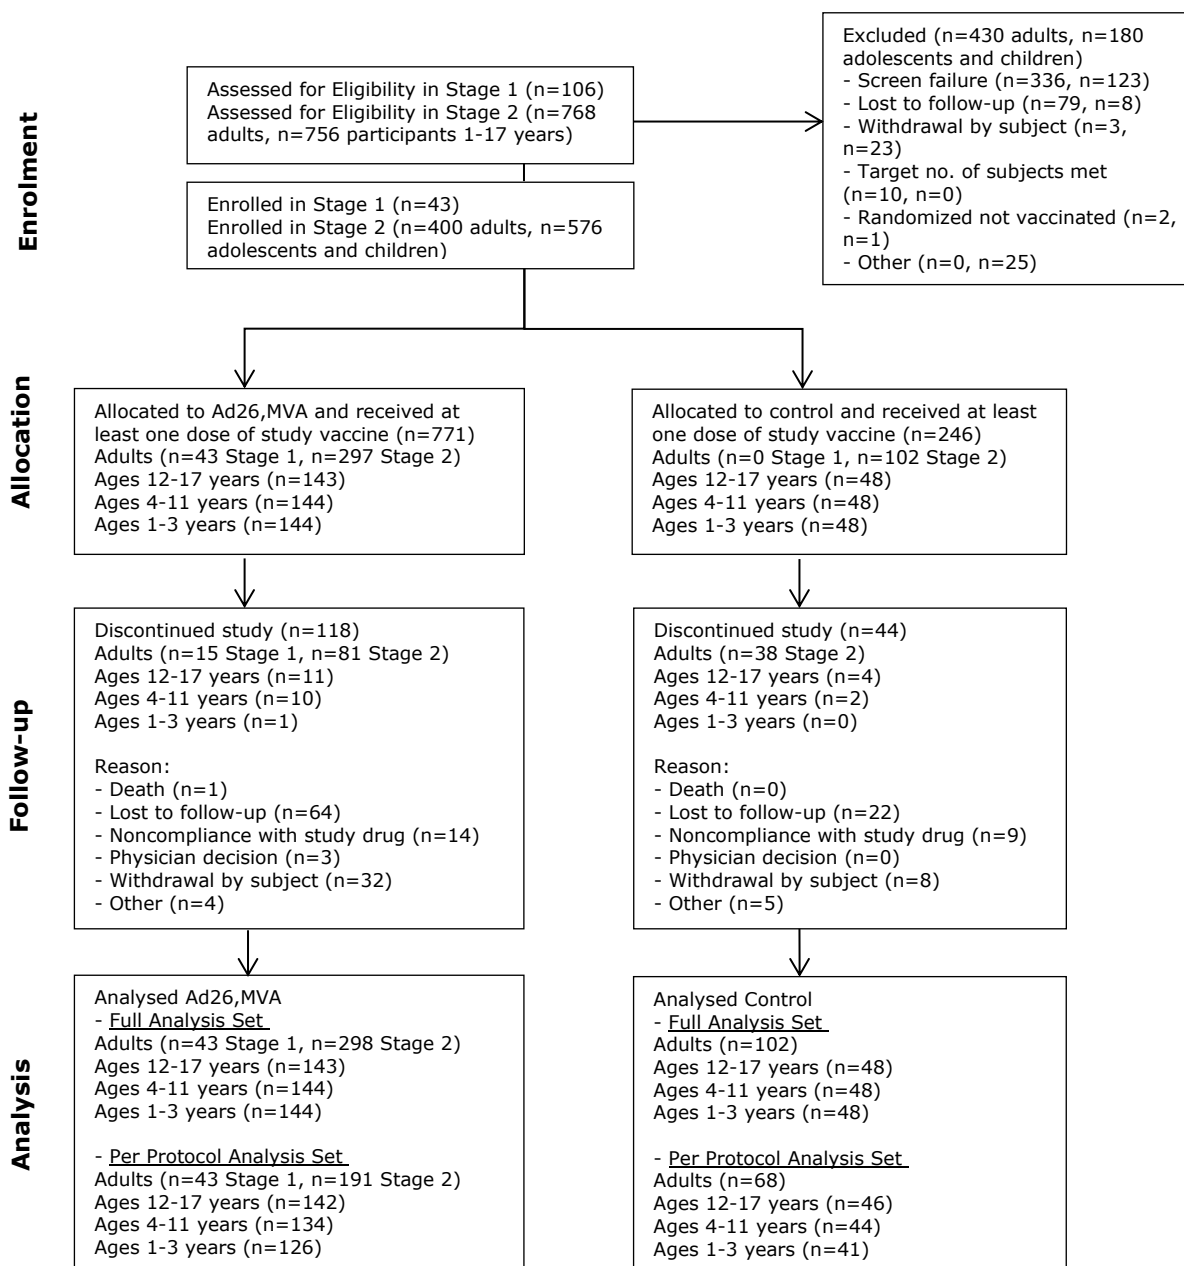 Enrolment
Assessed for Eligibility in Stage 1 (n=106)
Assessed for Eligibility in Stage 2 (n=768
adults, n=756 participants 1-17 years)
Excluded (n=430 adults, n=180
adolescents and children)
- Screen failure (n=336, n=123)
- Lost to follow-up (n=79, n=8)
- Withdrawal by subject (n=3,
n=23)
- Target no. of subjects met
(n=10, n=0)
- Randomized not vaccinated (n=2,
n=1)
- Other (n=0, n=25)
Enrolled in Stage 1 (n=43)
Enrolled in Stage 2 (n=400 adults, n=576
adolescents and children)
Allocation
Allocated to Ad26,MVA and received at
least one dose of study vaccine (n=771)
Adults (n=43 Stage 1, n=297 Stage 2)
Ages 12-17 years (n=143)
Ages 4-11 years (n=144)
Ages 1-3 years (n=144)
Allocated to control and received at least
one dose of study vaccine (n=246)
Adults (n=0 Stage 1, n=102 Stage 2)
Ages 12-17 years (n=48)
Ages 4-11 years (n=48)
Ages 1-3 years (n=48)
Follow-up
Discontinued study (n=118)
Adults (n=15 Stage 1, n=81 Stage 2)
Ages 12-17 years (n=11)
Ages 4-11 years (n=10)
Ages 1-3 years (n=1)
Reason:
- Death (n=1)
- Lost to follow-up (n=64)
- Noncompliance with study drug (n=14)
- Physician decision (n=3)
- Withdrawal by subject (n=32)
- Other (n=4)
Discontinued study (n=44)
Adults (n=38 Stage 2)
Ages 12-17 years (n=4)
Ages 4-11 years (n=2)
Ages 1-3 years (n=0)
Reason:
- Death (n=0)
- Lost to follow-up (n=22)
- Noncompliance with study drug (n=9)
- Physician decision (n=0)
- Withdrawal by subject (n=8)
- Other (n=5)
Analysis
Analysed Ad26,MVA
- Full Analysis Set
Adults (n=43 Stage 1, n=298 Stage 2)
Ages 12-17 years (n=143)
Ages 4-11 years (n=144)
Ages 1-3 years (n=144)
- Per Protocol Analysis Set
Adults (n=43 Stage 1, n=191 Stage 2)
Ages 12-17 years (n=142)
Ages 4-11 years (n=134)
Ages 1-3 years (n=126)
Analysed Control
- Full Analysis Set
Adults (n=102)
Ages 12-17 years (n=48)
Ages 4-11 years (n=48)
Ages 1-3 years (n=48)
- Per Protocol Analysis Set
Adults (n=68)
Ages 12-17 years (n=46)
Ages 4-11 years (n=44)
Ages 1-3 years (n=41)